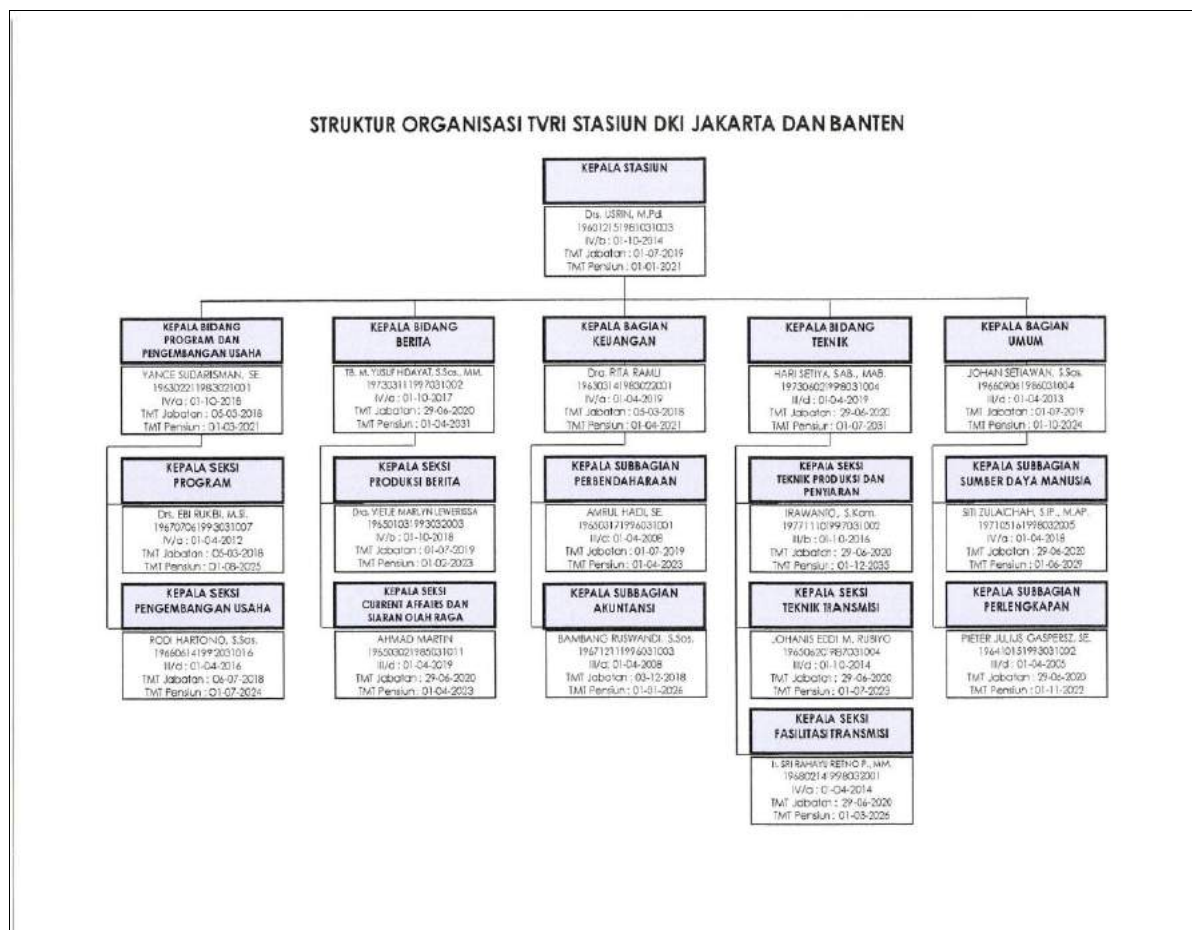 STRUKTUR ORGANISASI TVRI STASIUN DKI JAKARTA DAN BANTEN
KEPALA STASIUN
Drs. USRIN, M.Pd.
196012151981031003
IV/b : 01-10-2014
TMT Jabatan : 01-07-2019
TMT Pensiun : 01-01-2021
KEPALA BIDANG
PROGRAM DAN
PENGEMBANGAN USAHA
YANCE SUDARISMAN, SE.
196302211983021001
IV/a : 01-10-2018
TMT Jabatan : 05-03-2018
TMT Pensiun : 01-03-2021
KEPALA SEKSI
PROGRAM
Drs. EBI RUKBI, M.Si.
196707061993031007
IV/a : 01-04-2012
TMT Jabatan : 05-03-2018
TMT Pensiun : 01-08-2025
KEPALA SEKSI
PENGEMBANGAN USAHA
RODI HARTONO, S.Sos.
196606141992031016
III/d : 01-04-2016
TMT Jabatan : 06-07-2018
TMT Pensiun : 01-07-2024
KEPALA BIDANG
BERITA
TB. M. YUSUF HIDAYAT, S.Sos., MM.
197303111997031002
IV/a : 01-10-2017
TMT Jabatan : 29-06-2020
TMT Pensiun : 01-04-2031
KEPALA SEKSI
PRODUKSI BERITA
Dra. VIETJE MARLYN LEWERISSA
196501031993032003
IV/b : 01-10-2018
TMT Jabatan : 01-07-2019
TMT Pensiun : 01-02-2023
KEPALA SEKSI
CURRENT AFFAIRS DAN
SIARAN OLAH RAGA
AHMAD MARTIN
196503021985031011
III/d : 01-04-2019
TMT Jabatan : 29-06-2020
TMT Pensiun : 01-04-2023
KEPALA BAGIAN
KEUANGAN
Dra. RITA RAMLI
196303141983022001
IV/a : 01-04-2019
TMT Jabatan : 05-03-2018
TMT Pensiun : 01-04-2021
KEPALA SUBBAGIAN
PERBENDAHARAAN
AMRUL HADI, SE.
196503171996031001
III/c : 01-04-2008
TMT Jabatan : 01-07-2019
TMT Pensiun : 01-04-2023
KEPALA SUBBAGIAN
AKUNTANSI
BAMBANG RUSWANDI, S.Sos.
196712111996031003
III/d : 01-04-2008
TMT Jabatan : 03-12-2018
TMT Pensiun : 01-01-2026
KEPALA BIDANG
TEKNIK
HARI SETIYA, SAB., MAB.
197306021998031004
III/d : 01-04-2019
TMT Jabatan : 29-06-2020
TMT Pensiun : 01-07-2031
KEPALA SEKSI
TEKNIK PRODUKSI DAN
PENYIARAN
IRAWANTO, S.Kom.
197711101997031002
III/b : 01-10-2016
TMT Jabatan : 29-06-2020
TMT Pensiun : 01-12-2035
KEPALA SEKSI
TEKNIK TRANSMISI
JOHANIS EDDI M. RUBIYO
196506201987031004
III/d : 01-10-2014
TMT Jabatan : 29-06-2020
TMT Pensiun : 01-07-2023
KEPALA SEKSI
FASILITAS TRANSMISI
Ir. SRI RAHAYU RETNO P., MM.
196802141998032001
IV/a : 01-04-2014
TMT Jabatan : 29-06-2020
TMT Pensiun : 01-03-2026
KEPALA BAGIAN
UMUM
JOHAN SETIAWAN, S.Sos.
196609061986031004
III/d : 01-04-2013
TMT Jabatan : 01-07-2019
TMT Pensiun : 01-10-2024
KEPALA SUBBAGIAN
SUMBER DAYA MANUSIA
SITI ZULAICHAH, S.IP., M.AP.
197105161998032005
IV/a : 01-04-2018
TMT Jabatan : 29-06-2020
TMT Pensiun : 01-06-2029
KEPALA SUBBAGIAN
PERLENGKAPAN
PIETER JULIUS GASPERSZ, SE.
196410151993031002
III/d : 01-04-2005
TMT Jabatan : 29-06-2020
TMT Pensiun : 01-11-2022